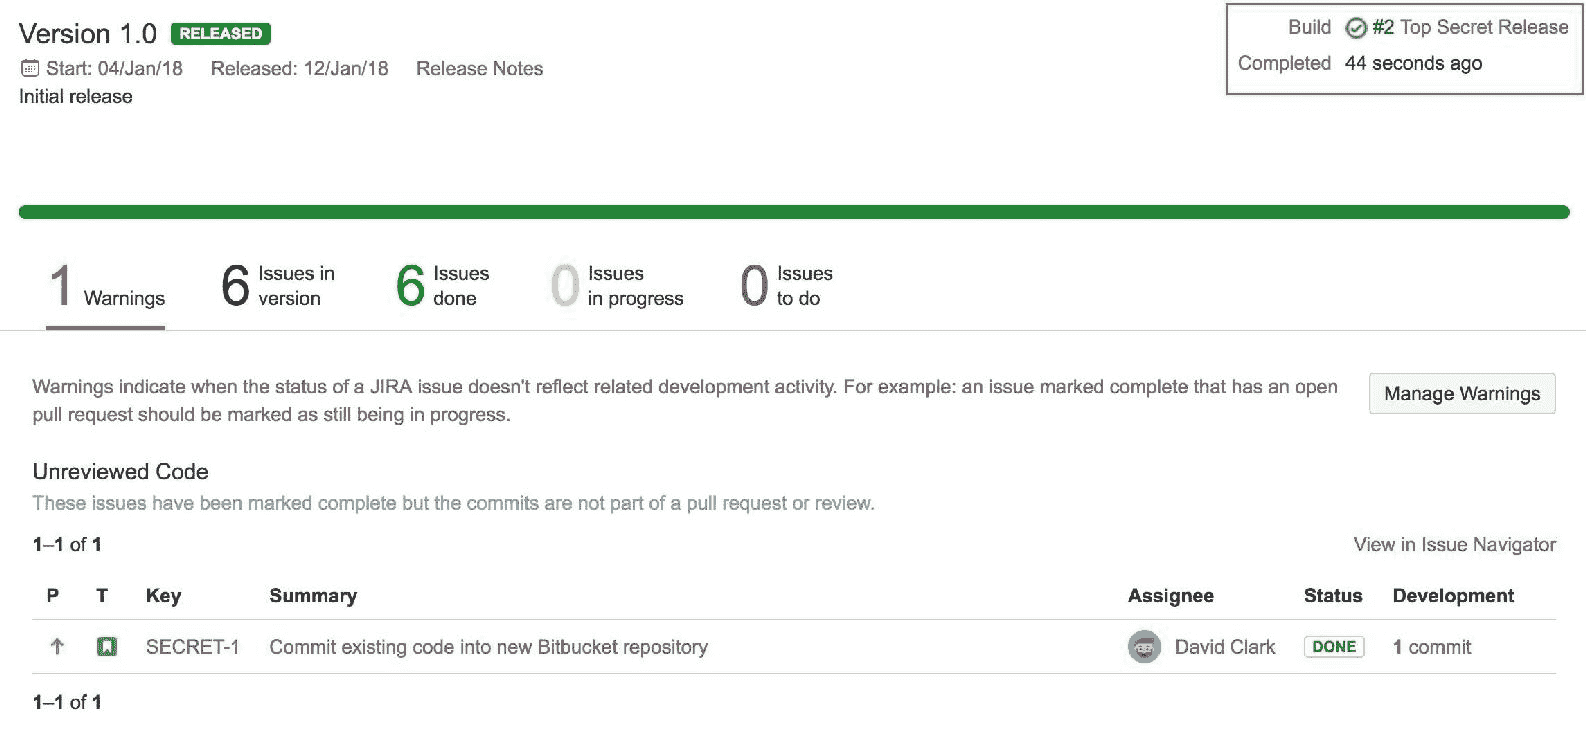 Version 1.0 RELEASED
Start: 04/Jan/18 Released: 12/Jan/18 Release Notes
Initial release
Build #2 Top Secret Release
Completed 44 seconds ago
1 Warnings
6 Issues in version
6 Issues done
0 Issues in progress
0 Issues to do
Warnings indicate when the status of a JIRA issue doesn't reflect related development activity. For example: an issue marked complete that has an open
pull request should be marked as still being in progress.
Manage Warnings
Unreviewed Code
These issues have been marked complete but the commits are not part of a pull request or review.
1–1 of 1
View in Issue Navigator
P T Key Summary Assignee Status Development
SECRET-1 Commit existing code into new Bitbucket repository David Clark DONE 1 commit
1–1 of 1